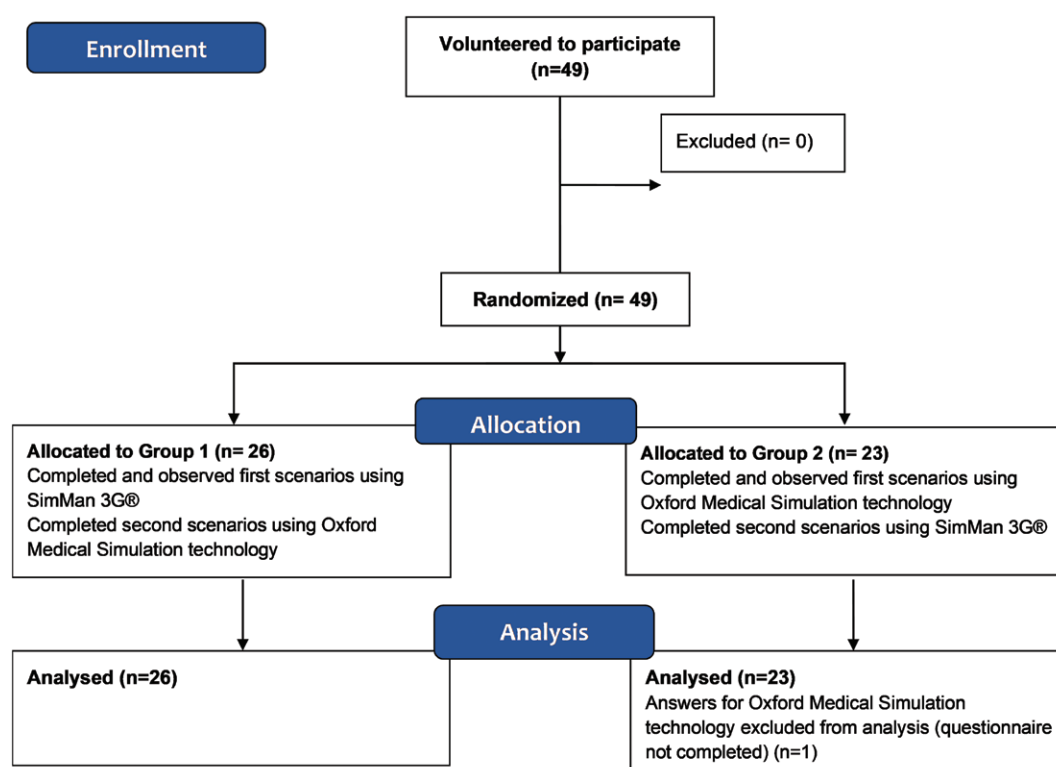 Enrollment
Volunteered to participate
(n=49)
Excluded (n= 0)
Randomized (n= 49)
Allocation
Allocated to Group 1 (n= 26)
Completed and observed first scenarios using
SimMan 3G®
Completed second scenarios using Oxford
Medical Simulation technology
Allocated to Group 2 (n= 23)
Completed and observed first scenarios using
Oxford Medical Simulation technology
Completed second scenarios using SimMan 3G®
Analysis
Analysed (n=26)
Analysed (n=23)
Answers for Oxford Medical Simulation
technology excluded from analysis (questionnaire
not completed) (n=1)